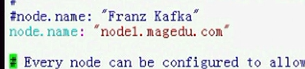 #
#node.name: "Franz Kafka"
node.name: "node1.magedu.com"
# Every node can be configured to allow